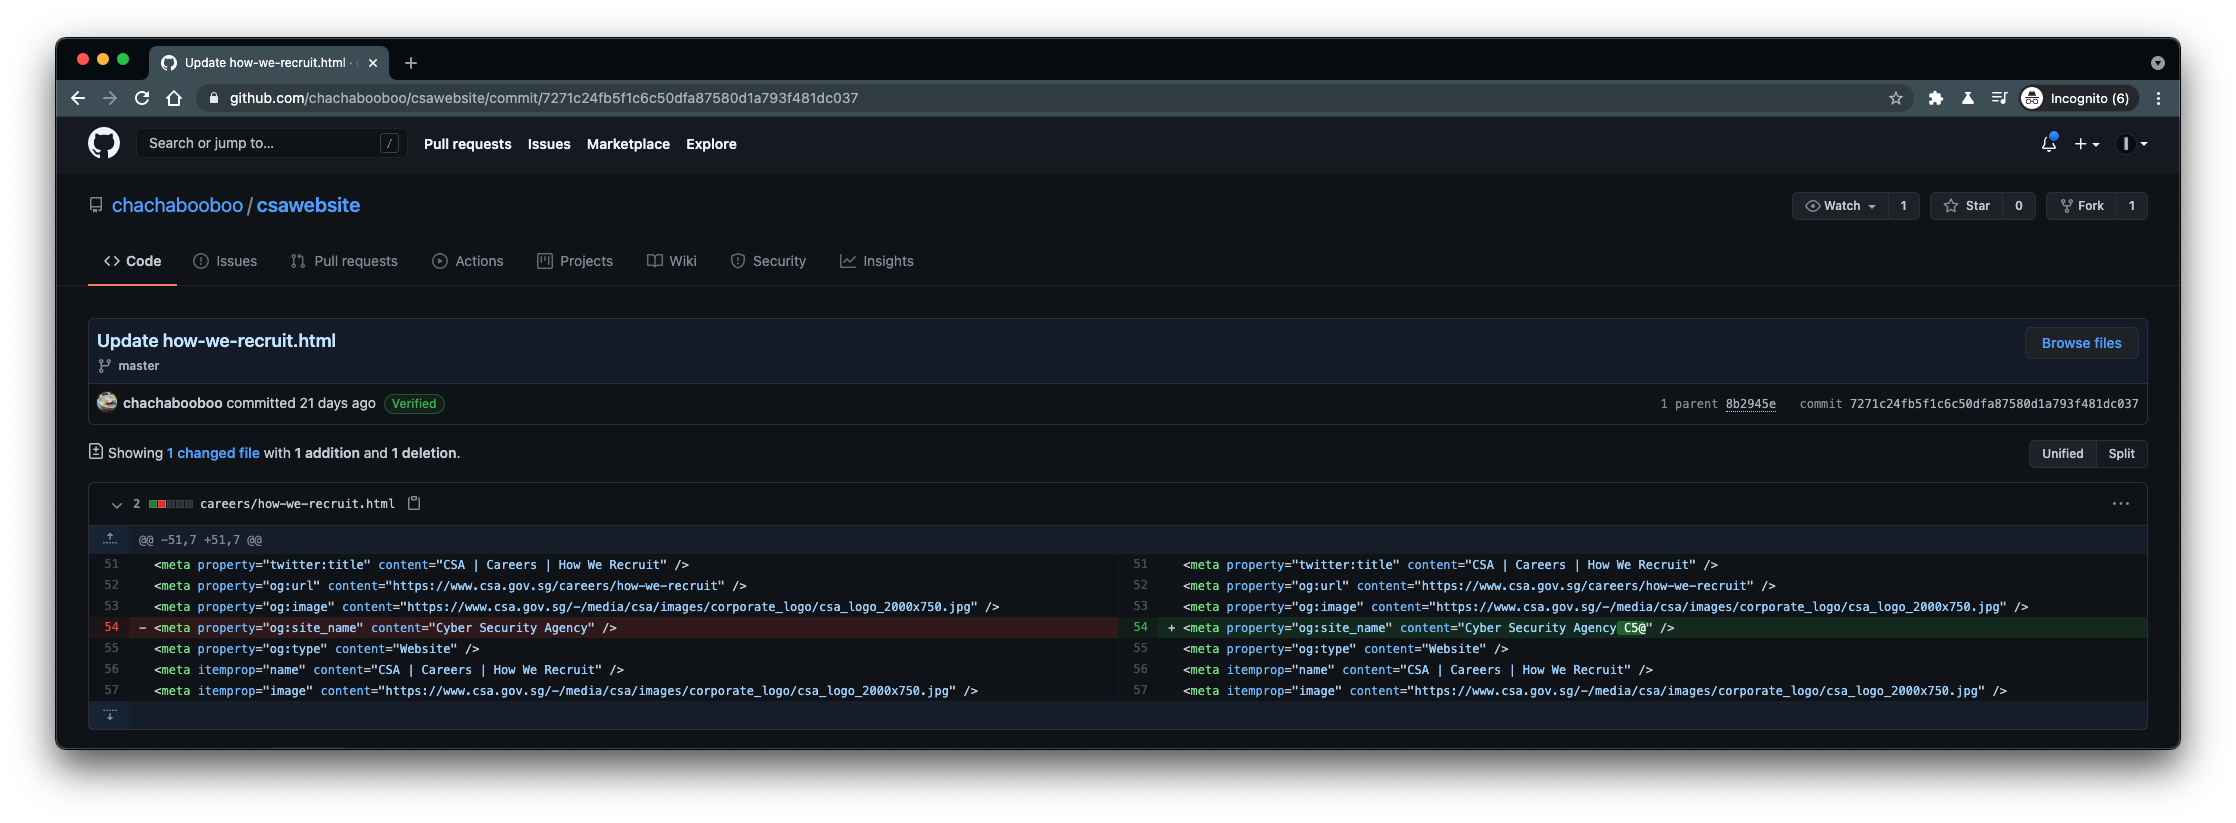 Update how-we-recruit.html ·
github.com/chachabooboo/csawebsite/commit/7271c24fb5f1c6c50dfa87580d1a793f481dc037
Incognito (6)
Search or jump to... /
Pull requests Issues Marketplace Explore
chachabooboo / csawebsite
Watch 1 Star 0 Fork 1
Code Issues Pull requests Actions Projects Wiki Security Insights
Update how-we-recruit.html
Browse files
master
chachabooboo committed 21 days ago Verified
1 parent 8b2945e commit 7271c24fb5f1c6c50dfa87580d1a793f481dc037
Showing 1 changed file with 1 addition and 1 deletion.
Unified Split
2 careers/how-we-recruit.html
@@ -51,7 +51,7 @@
51 <meta property="twitter:title" content="CSA | Careers | How We Recruit" />
52 <meta property="og:url" content="https://www.csa.gov.sg/careers/how-we-recruit" />
53 <meta property="og:image" content="https://www.csa.gov.sg/-/media/csa/images/corporate_logo/csa_logo_2000x750.jpg" />
54 - <meta property="og:site_name" content="Cyber Security Agency" />
55 <meta property="og:type" content="Website" />
56 <meta itemprop="name" content="CSA | Careers | How We Recruit" />
57 <meta itemprop="image" content="https://www.csa.gov.sg/-/media/csa/images/corporate_logo/csa_logo_2000x750.jpg" />
51 <meta property="twitter:title" content="CSA | Careers | How We Recruit" />
52 <meta property="og:url" content="https://www.csa.gov.sg/careers/how-we-recruit" />
53 <meta property="og:image" content="https://www.csa.gov.sg/-/media/csa/images/corporate_logo/csa_logo_2000x750.jpg" />
54 + <meta property="og:site_name" content="Cyber Security Agency C5@" />
55 <meta property="og:type" content="Website" />
56 <meta itemprop="name" content="CSA | Careers | How We Recruit" />
57 <meta itemprop="image" content="https://www.csa.gov.sg/-/media/csa/images/corporate_logo/csa_logo_2000x750.jpg" />